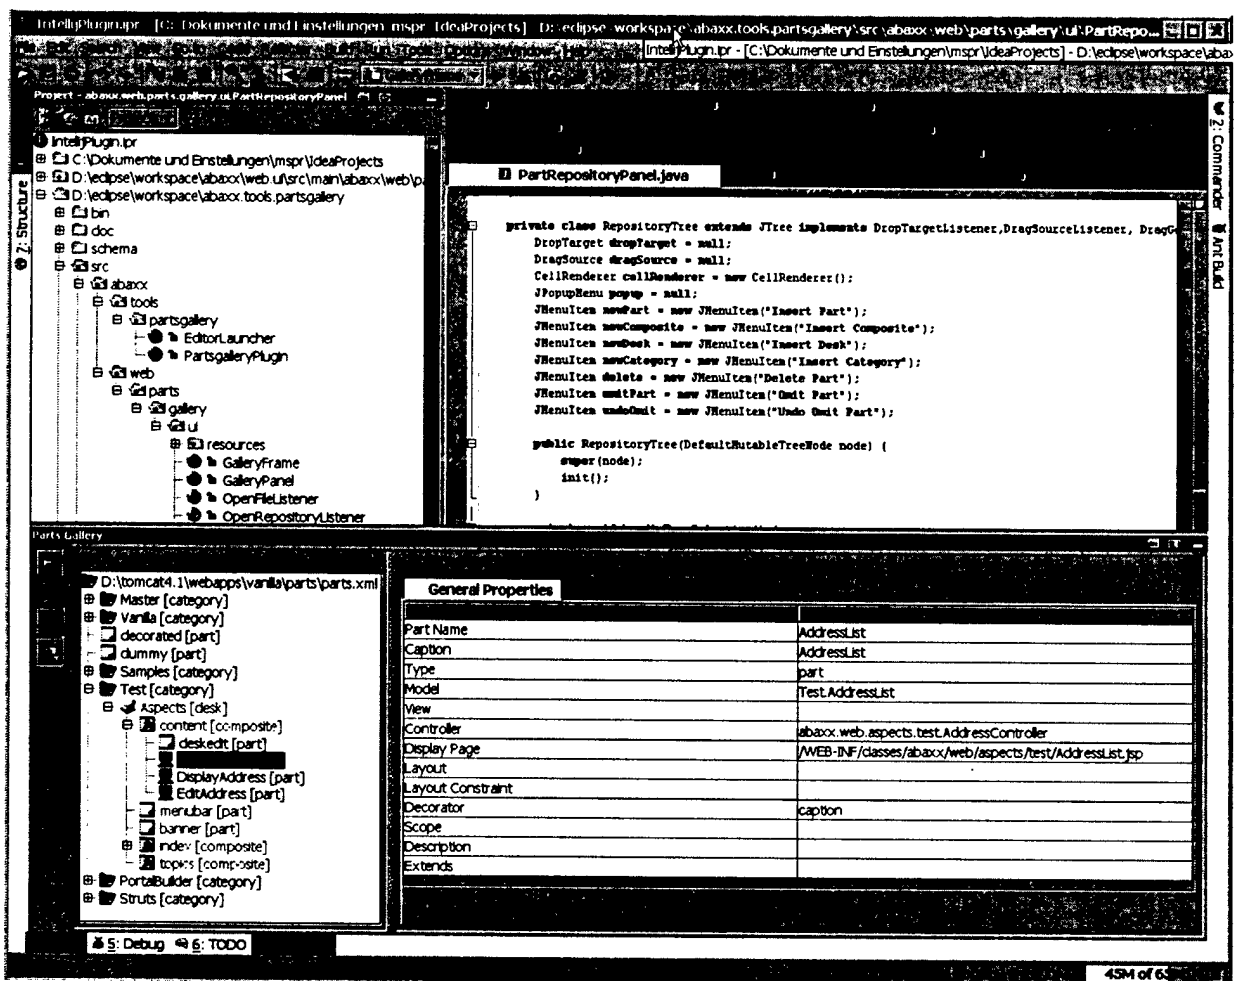 IntellijPlugin.ipr - [C:\Dokumente und Einstellungen\mspr\IdeaProjects] - D:\eclipse\workspace\abaxx.tools.partsgallery\src\abaxx\web\parts\gallery\ui\PartRepo...
IntellijPlugin.ipr - [C:\Dokumente und Einstellungen\mspr\IdeaProjects] - D:\eclipse\workspace\abax
Project - abaxx.web.parts.gallery.ui.PartRepositoryPanel
IntellijPlugin.ipr
C:\Dokumente und Einstellungen\mspr\IdeaProjects
D:\eclipse\workspace\abaxx\web.ui\src\main\abaxx\web\p
D:\eclipse\workspace\abaxx.tools.partsgallery
bin
doc
schema
src
abaxx
tools
partsgallery
EditorLauncher
PartsgalleryPlugin
web
parts
gallery
ui
resources
GalleryFrame
GalleryPanel
OpenFileListener
OpenRepositoryListener
7: Structure
2: Commander
Ant Build
PartRepositoryPanel.java
private class RepositoryTree extends JTree implements DropTargetListener,DragSourceListener, DragG
DropTarget dropTarget = null;
DragSource dragSource = null;
CellRenderer cellRenderer = new CellRenderer();
JPopupMenu popup = null;
JMenuItem newPart = new JMenuItem("Insert Part");
JMenuItem newComposite = new JMenuItem("Insert Composite");
JMenuItem newDesk = new JMenuItem("Insert Desk");
JMenuItem newCategory = new JMenuItem("Insert Category");
JMenuItem delete = new JMenuItem("Delete Part");
JMenuItem omitPart = new JMenuItem("Omit Part");
JMenuItem undoOmit = new JMenuItem("Undo Omit Part");
public RepositoryTree(DefaultMutableTreeNode node) {
super(node);
init();
}
Parts Gallery
D:\tomcat4.1\webapps\vanilla\parts\parts.xml
Master [category]
Vanilla [category]
decorated [part]
dummy [part]
Samples [category]
Test [category]
Aspects [desk]
content [composite]
deskedit [part]
DisplayAddress [part]
EditAddress [part]
menubar [part]
banner [part]
index [composite]
topics [composite]
PortalBuilder [category]
Struts [category]
General Properties
Part Name AddressList
Caption AddressList
Type part
Model Test.AddressList
View
Controller abaxx.web.aspects.test.AddressController
Display Page /WEB-INF/classes/abaxx/web/aspects/test/AddressList.jsp
Layout
Layout Constraint
Decorator caption
Scope
Description
Extends
5: Debug 6: TODO
45M of 63